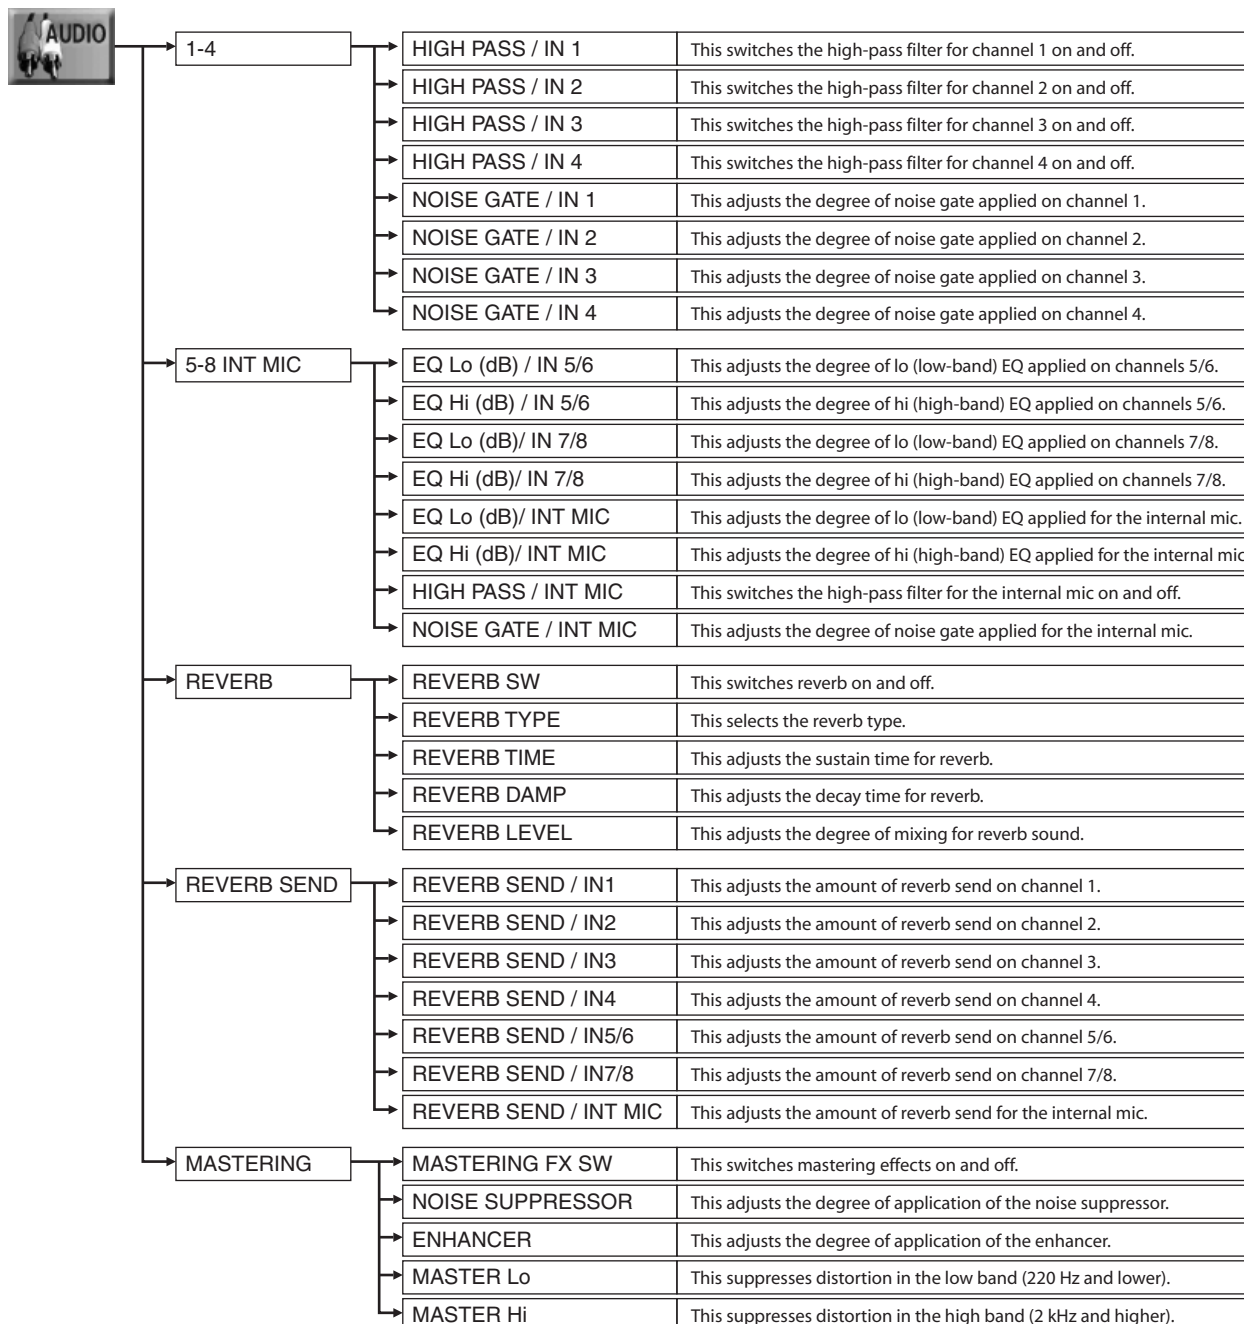 AUDIO
1-4
HIGH PASS / IN 1 This switches the high-pass filter for channel 1 on and off.
HIGH PASS / IN 2 This switches the high-pass filter for channel 2 on and off.
HIGH PASS / IN 3 This switches the high-pass filter for channel 3 on and off.
HIGH PASS / IN 4 This switches the high-pass filter for channel 4 on and off.
NOISE GATE / IN 1 This adjusts the degree of noise gate applied on channel 1.
NOISE GATE / IN 2 This adjusts the degree of noise gate applied on channel 2.
NOISE GATE / IN 3 This adjusts the degree of noise gate applied on channel 3.
NOISE GATE / IN 4 This adjusts the degree of noise gate applied on channel 4.
5-8 INT MIC
EQ Lo (dB) / IN 5/6 This adjusts the degree of lo (low-band) EQ applied on channels 5/6.
EQ Hi (dB) / IN 5/6 This adjusts the degree of hi (high-band) EQ applied on channels 5/6.
EQ Lo (dB)/ IN 7/8 This adjusts the degree of lo (low-band) EQ applied on channels 7/8.
EQ Hi (dB)/ IN 7/8 This adjusts the degree of hi (high-band) EQ applied on channels 7/8.
EQ Lo (dB)/ INT MIC This adjusts the degree of lo (low-band) EQ applied for the internal mic.
EQ Hi (dB)/ INT MIC This adjusts the degree of hi (high-band) EQ applied for the internal mic
HIGH PASS / INT MIC This switches the high-pass filter for the internal mic on and off.
NOISE GATE / INT MIC This adjusts the degree of noise gate applied for the internal mic.
REVERB
REVERB SW This switches reverb on and off.
REVERB TYPE This selects the reverb type.
REVERB TIME This adjusts the sustain time for reverb.
REVERB DAMP This adjusts the decay time for reverb.
REVERB LEVEL This adjusts the degree of mixing for reverb sound.
REVERB SEND
REVERB SEND / IN1 This adjusts the amount of reverb send on channel 1.
REVERB SEND / IN2 This adjusts the amount of reverb send on channel 2.
REVERB SEND / IN3 This adjusts the amount of reverb send on channel 3.
REVERB SEND / IN4 This adjusts the amount of reverb send on channel 4.
REVERB SEND / IN5/6 This adjusts the amount of reverb send on channel 5/6.
REVERB SEND / IN7/8 This adjusts the amount of reverb send on channel 7/8.
REVERB SEND / INT MIC This adjusts the amount of reverb send for the internal mic.
MASTERING
MASTERING FX SW This switches mastering effects on and off.
NOISE SUPPRESSOR This adjusts the degree of application of the noise suppressor.
ENHANCER This adjusts the degree of application of the enhancer.
MASTER Lo This suppresses distortion in the low band (220 Hz and lower).
MASTER Hi This suppresses distortion in the high band (2 kHz and higher).